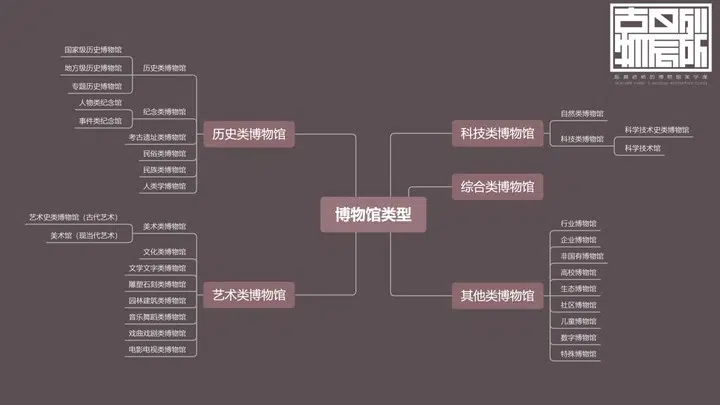 国家级历史博物馆
地方级历史博物馆
专题历史博物馆
历史类博物馆
人物类纪念馆
事件类纪念馆
纪念类博物馆
考古遗址类博物馆
民俗类博物馆
民族类博物馆
人类学博物馆
历史类博物馆
艺术史类博物馆（古代艺术）
美术馆（现当代艺术）
美术类博物馆
文化类博物馆
文学文字类博物馆
雕塑石刻类博物馆
园林建筑类博物馆
音乐舞蹈类博物馆
戏曲戏剧类博物馆
电影电视类博物馆
艺术类博物馆
博物馆类型
科技类博物馆
自然类博物馆
科技类博物馆
科学技术史类博物馆
科学技术馆
综合类博物馆
其他类博物馆
行业博物馆
企业博物馆
非国有博物馆
高校博物馆
生态博物馆
社区博物馆
儿童博物馆
数字博物馆
特殊博物馆